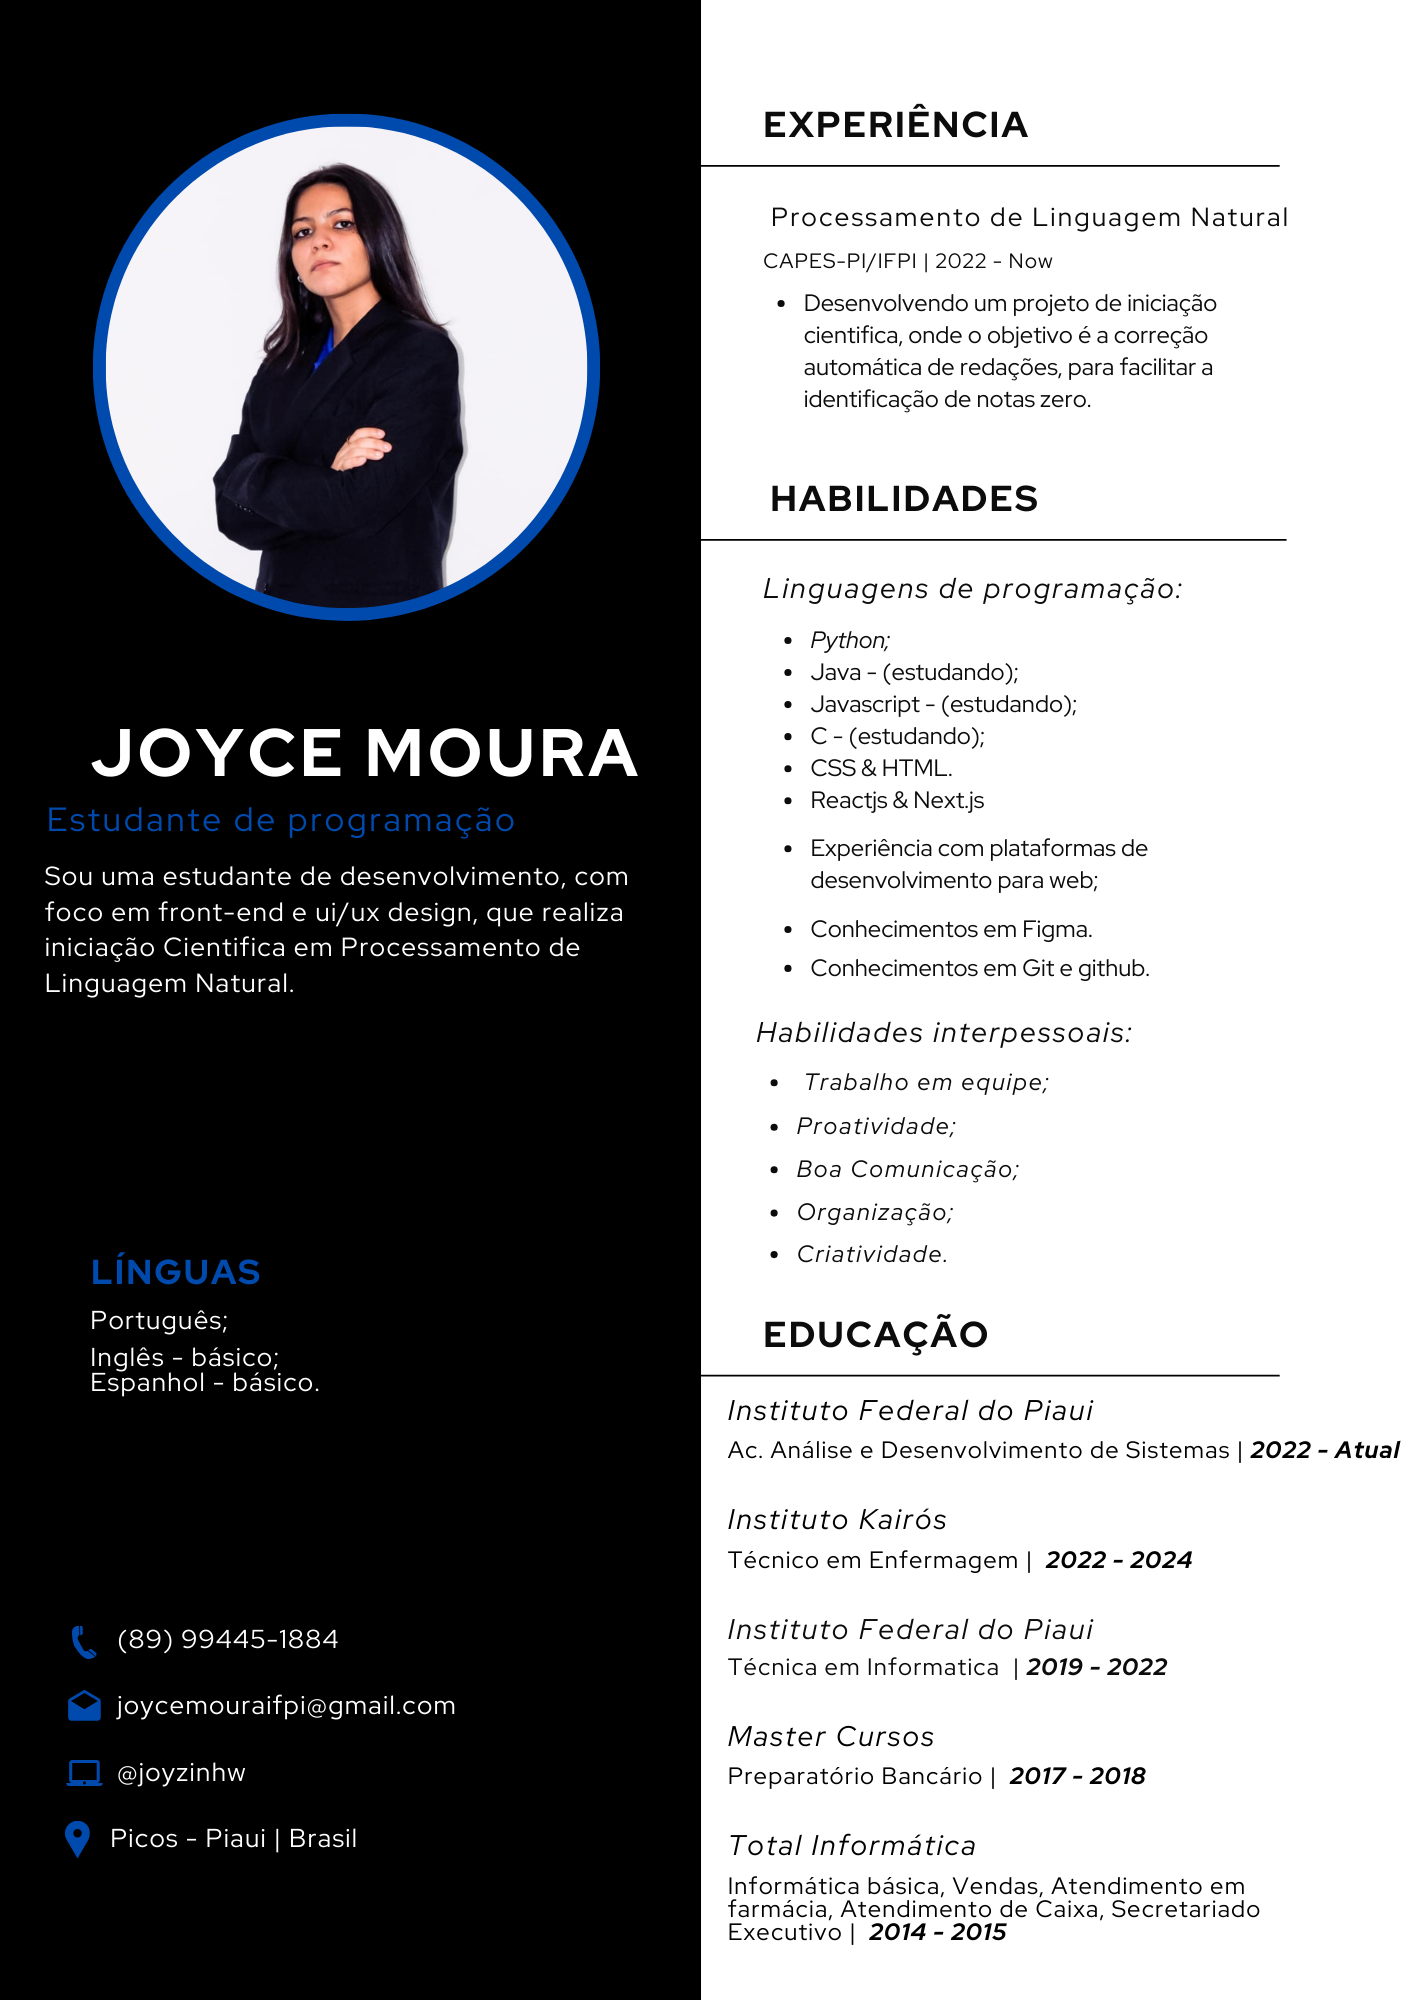 JOYCE MOURA
Estudante de programação
Sou uma estudante de desenvolvimento, com
foco em front-end e ui/ux design, que realiza
iniciação Cientifica em Processamento de
Linguagem Natural.
LÍNGUAS
Português;
Inglês - básico;
Espanhol - básico.
(89) 99445-1884
joycemouraifpi@gmail.com
@joyzinhw
Picos - Piaui | Brasil
EXPERIÊNCIA
Processamento de Linguagem Natural
CAPES-PI/IFPI | 2022 - Now
• Desenvolvendo um projeto de iniciação
cientifica, onde o objetivo é a correção
automática de redações, para facilitar a
identificação de notas zero.
HABILIDADES
Linguagens de programação:
• Python;
• Java - (estudando);
• Javascript - (estudando);
• C - (estudando);
• CSS & HTML.
• Reactjs & Next.js
• Experiência com plataformas de
desenvolvimento para web;
• Conhecimentos em Figma.
• Conhecimentos em Git e github.
Habilidades interpessoais:
• Trabalho em equipe;
• Proatividade;
• Boa Comunicação;
• Organização;
• Criatividade.
EDUCAÇÃO
Instituto Federal do Piaui
Ac. Análise e Desenvolvimento de Sistemas | 2022 - Atual
Instituto Kairós
Técnico em Enfermagem | 2022 - 2024
Instituto Federal do Piaui
Técnica em Informatica | 2019 - 2022
Master Cursos
Preparatório Bancário | 2017 - 2018
Total Informática
Informática básica, Vendas, Atendimento em
farmácia, Atendimento de Caixa, Secretariado
Executivo | 2014 - 2015